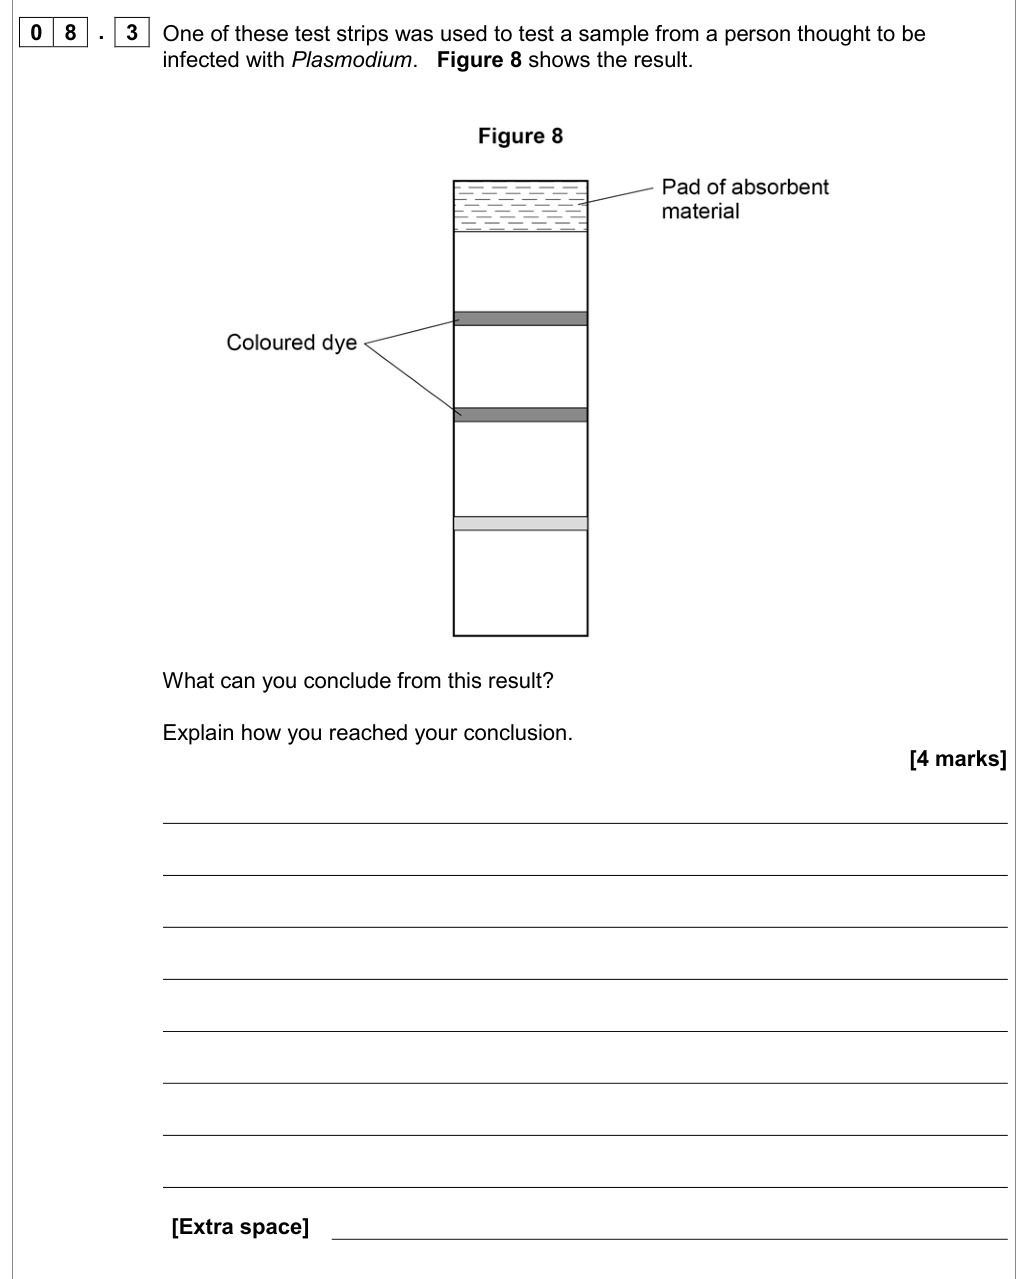 0 8 . 3 One of these test strips was used to test a sample from a person thought to be
infected with Plasmodium. Figure 8 shows the result.
Figure 8
Pad of absorbent
material
Coloured dye
What can you conclude from this result?
Explain how you reached your conclusion.
[4 marks]
[Extra space]